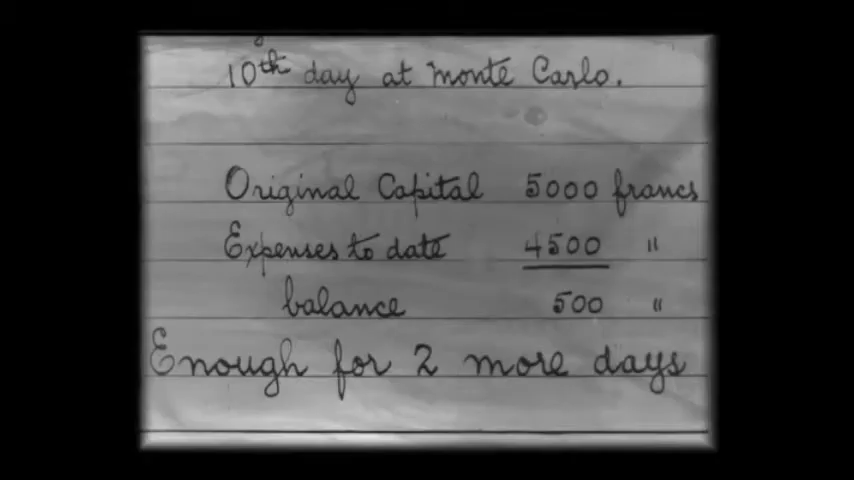 10th day at Monte Carlo.
Original Capital 5000 francs
Expenses to date 4500 "
balance 500 "
Enough for 2 more days